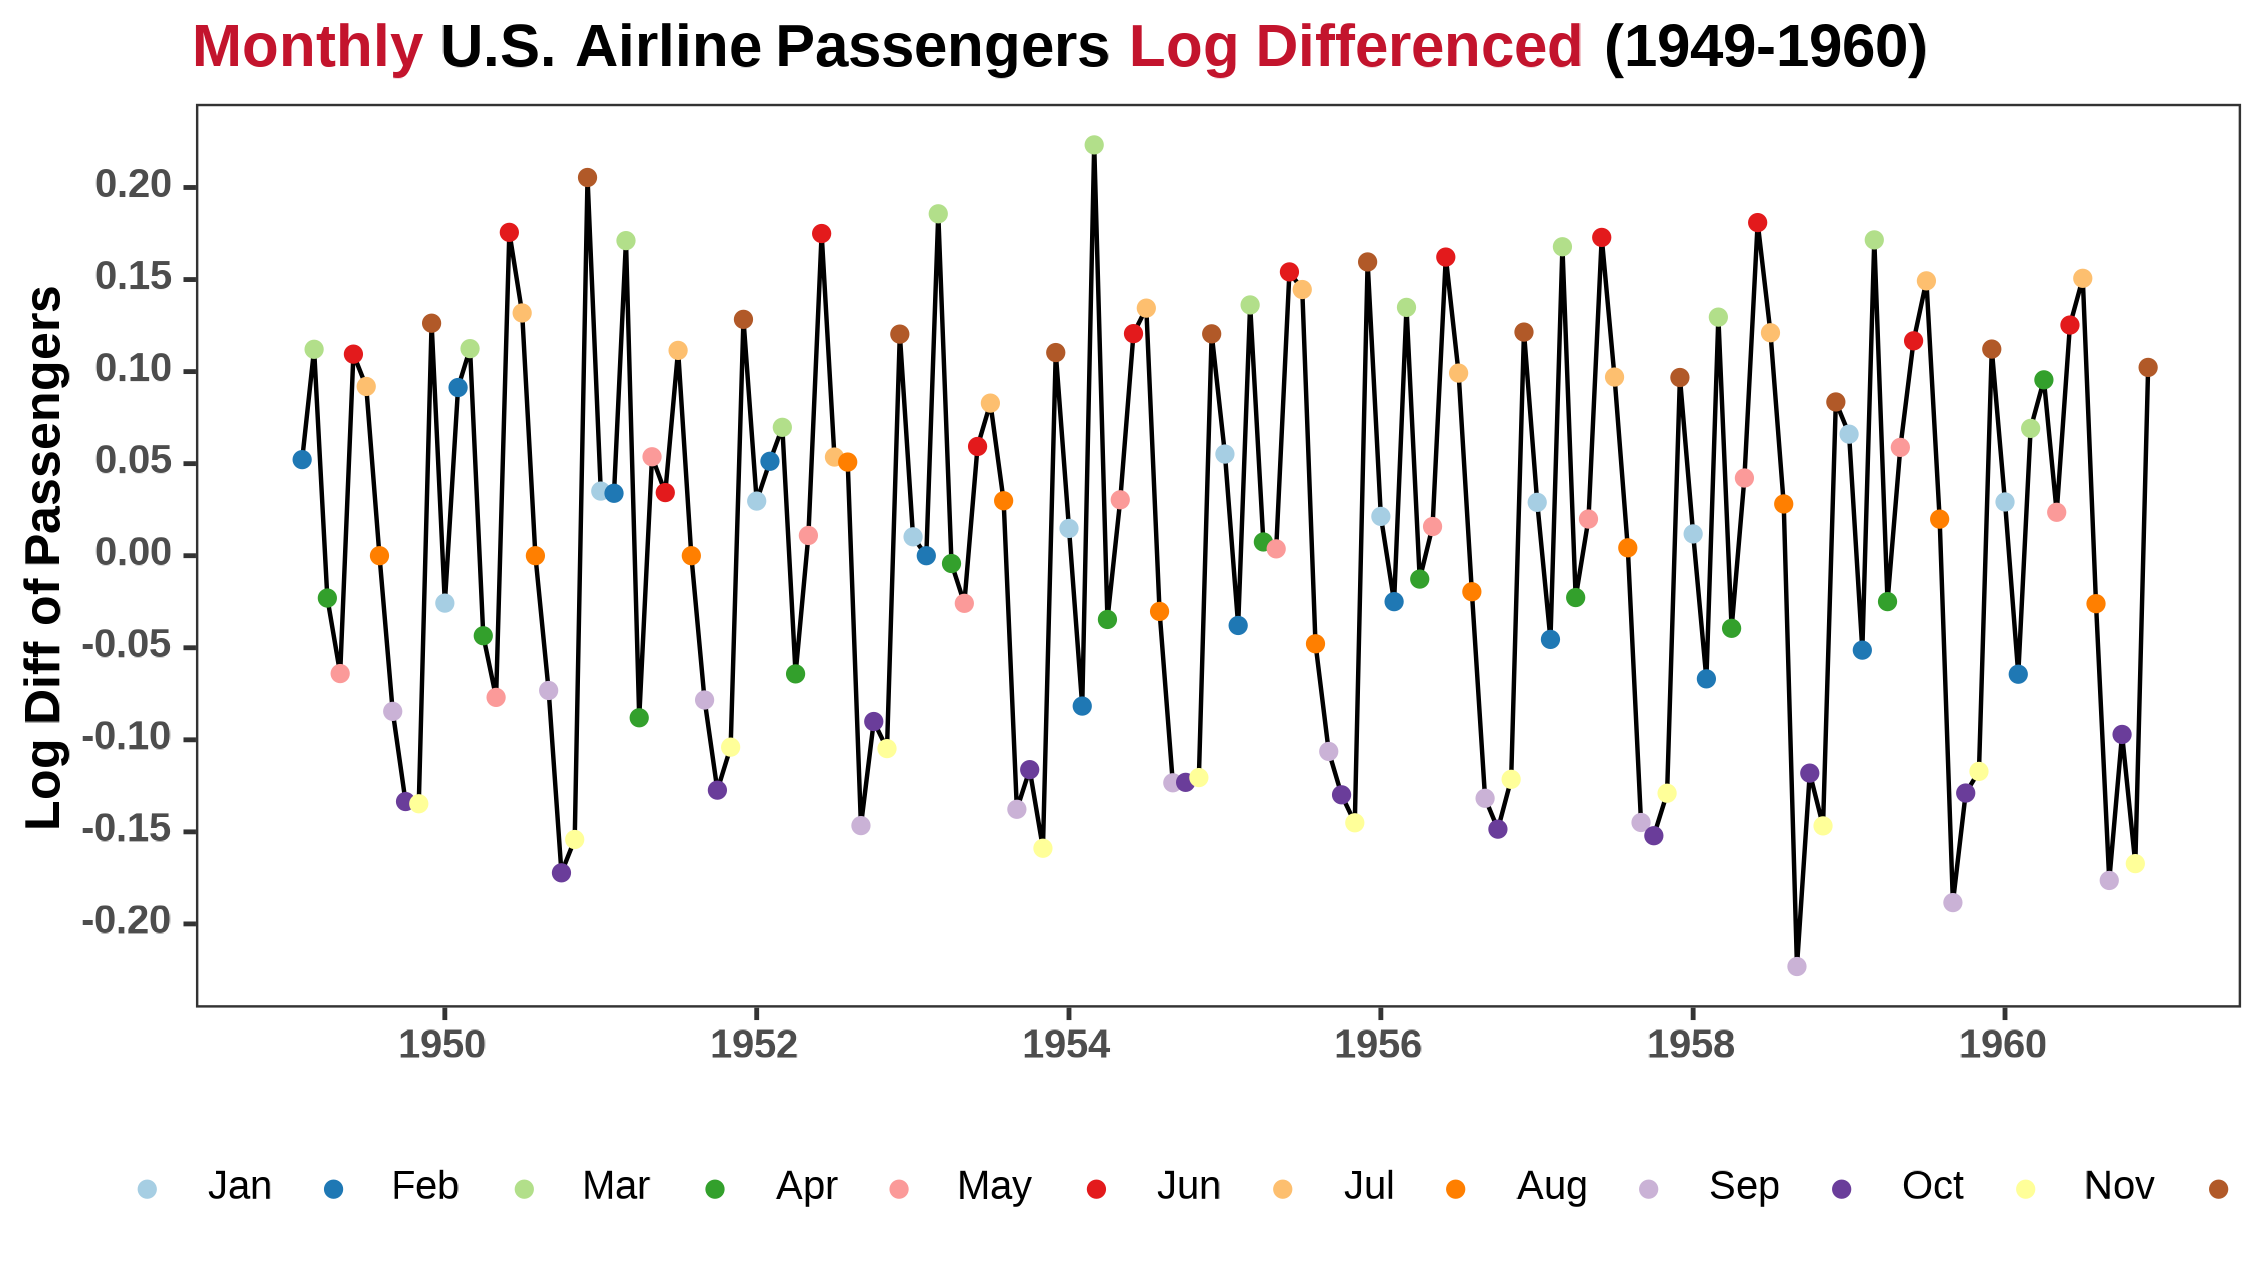 Monthly U.S. Airline Passengers Log Differenced (1949-1960)
Log Diff of Passengers
0.20
0.15
0.10
0.05
0.00
-0.05
-0.10
-0.15
-0.20
1950 1952 1954 1956 1958 1960
Jan Feb Mar Apr May Jun Jul Aug Sep Oct Nov